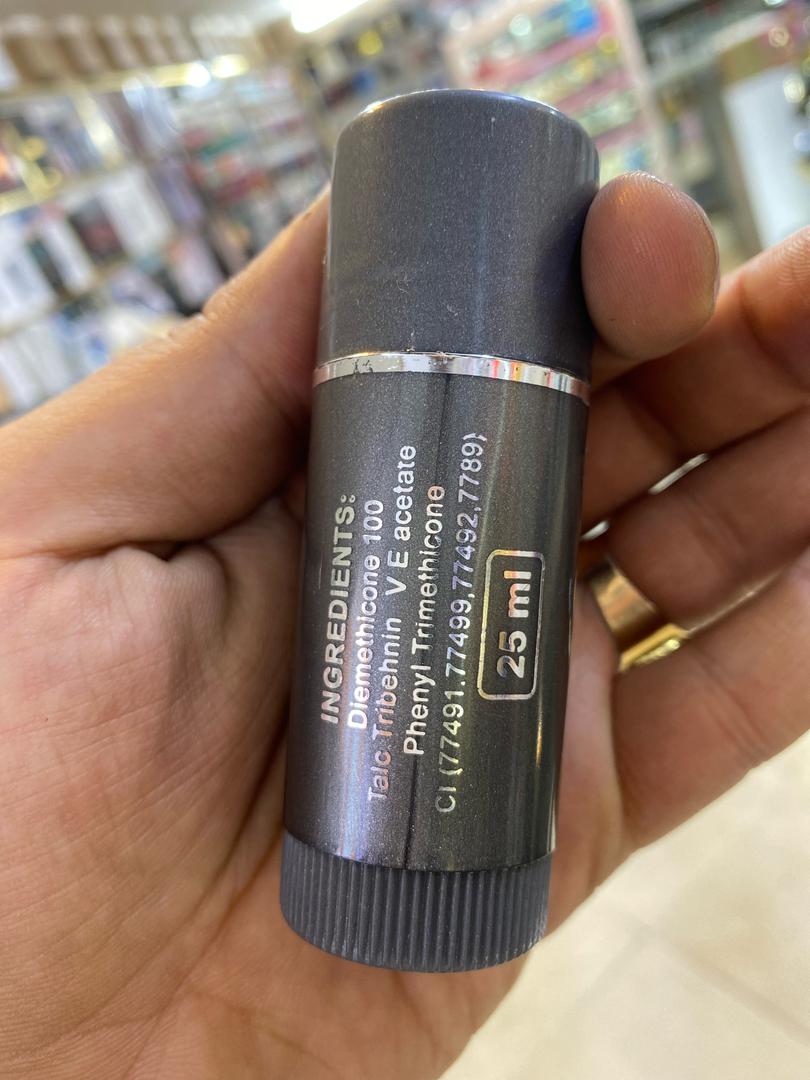 INGREDIENTS:
Diemethicone 100
Talc Tribehnin V E acetate
Phenyl Trimethicone
CI (77491.77499,77492,7789)
25 ml